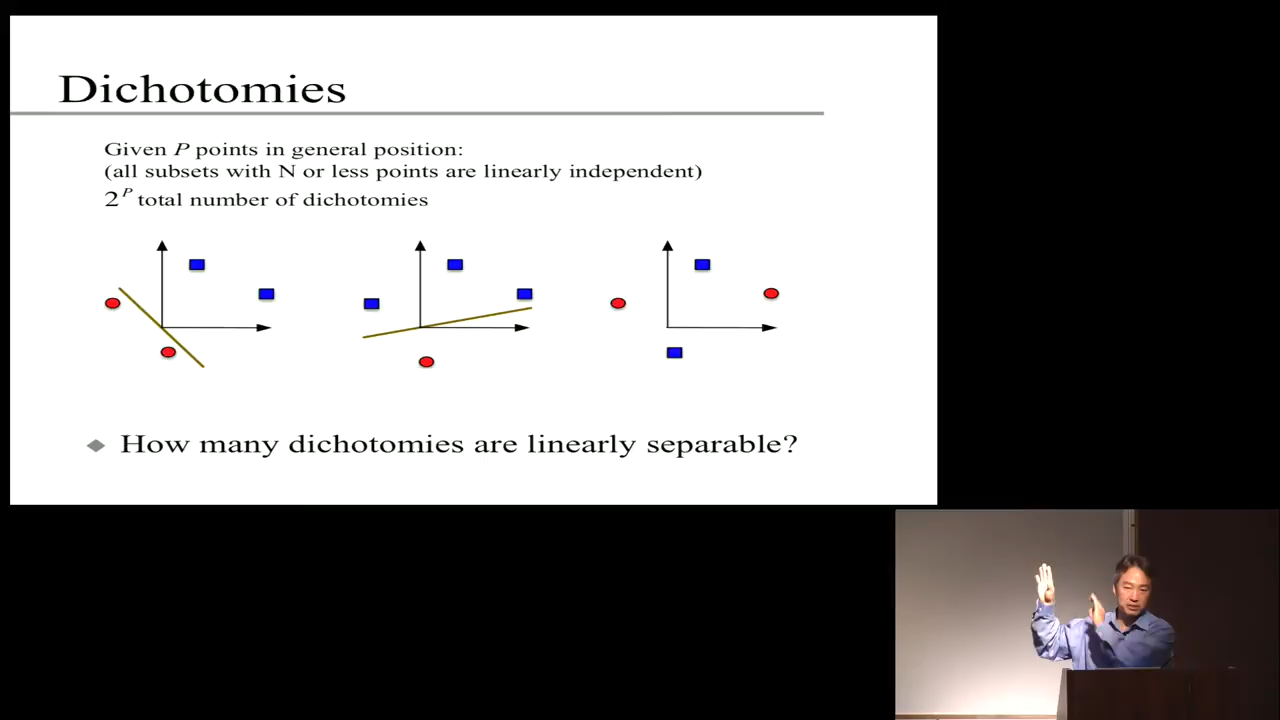 Dichotomies
Given P points in general position:
(all subsets with N or less points are linearly independent)
2^P total number of dichotomies
How many dichotomies are linearly separable?